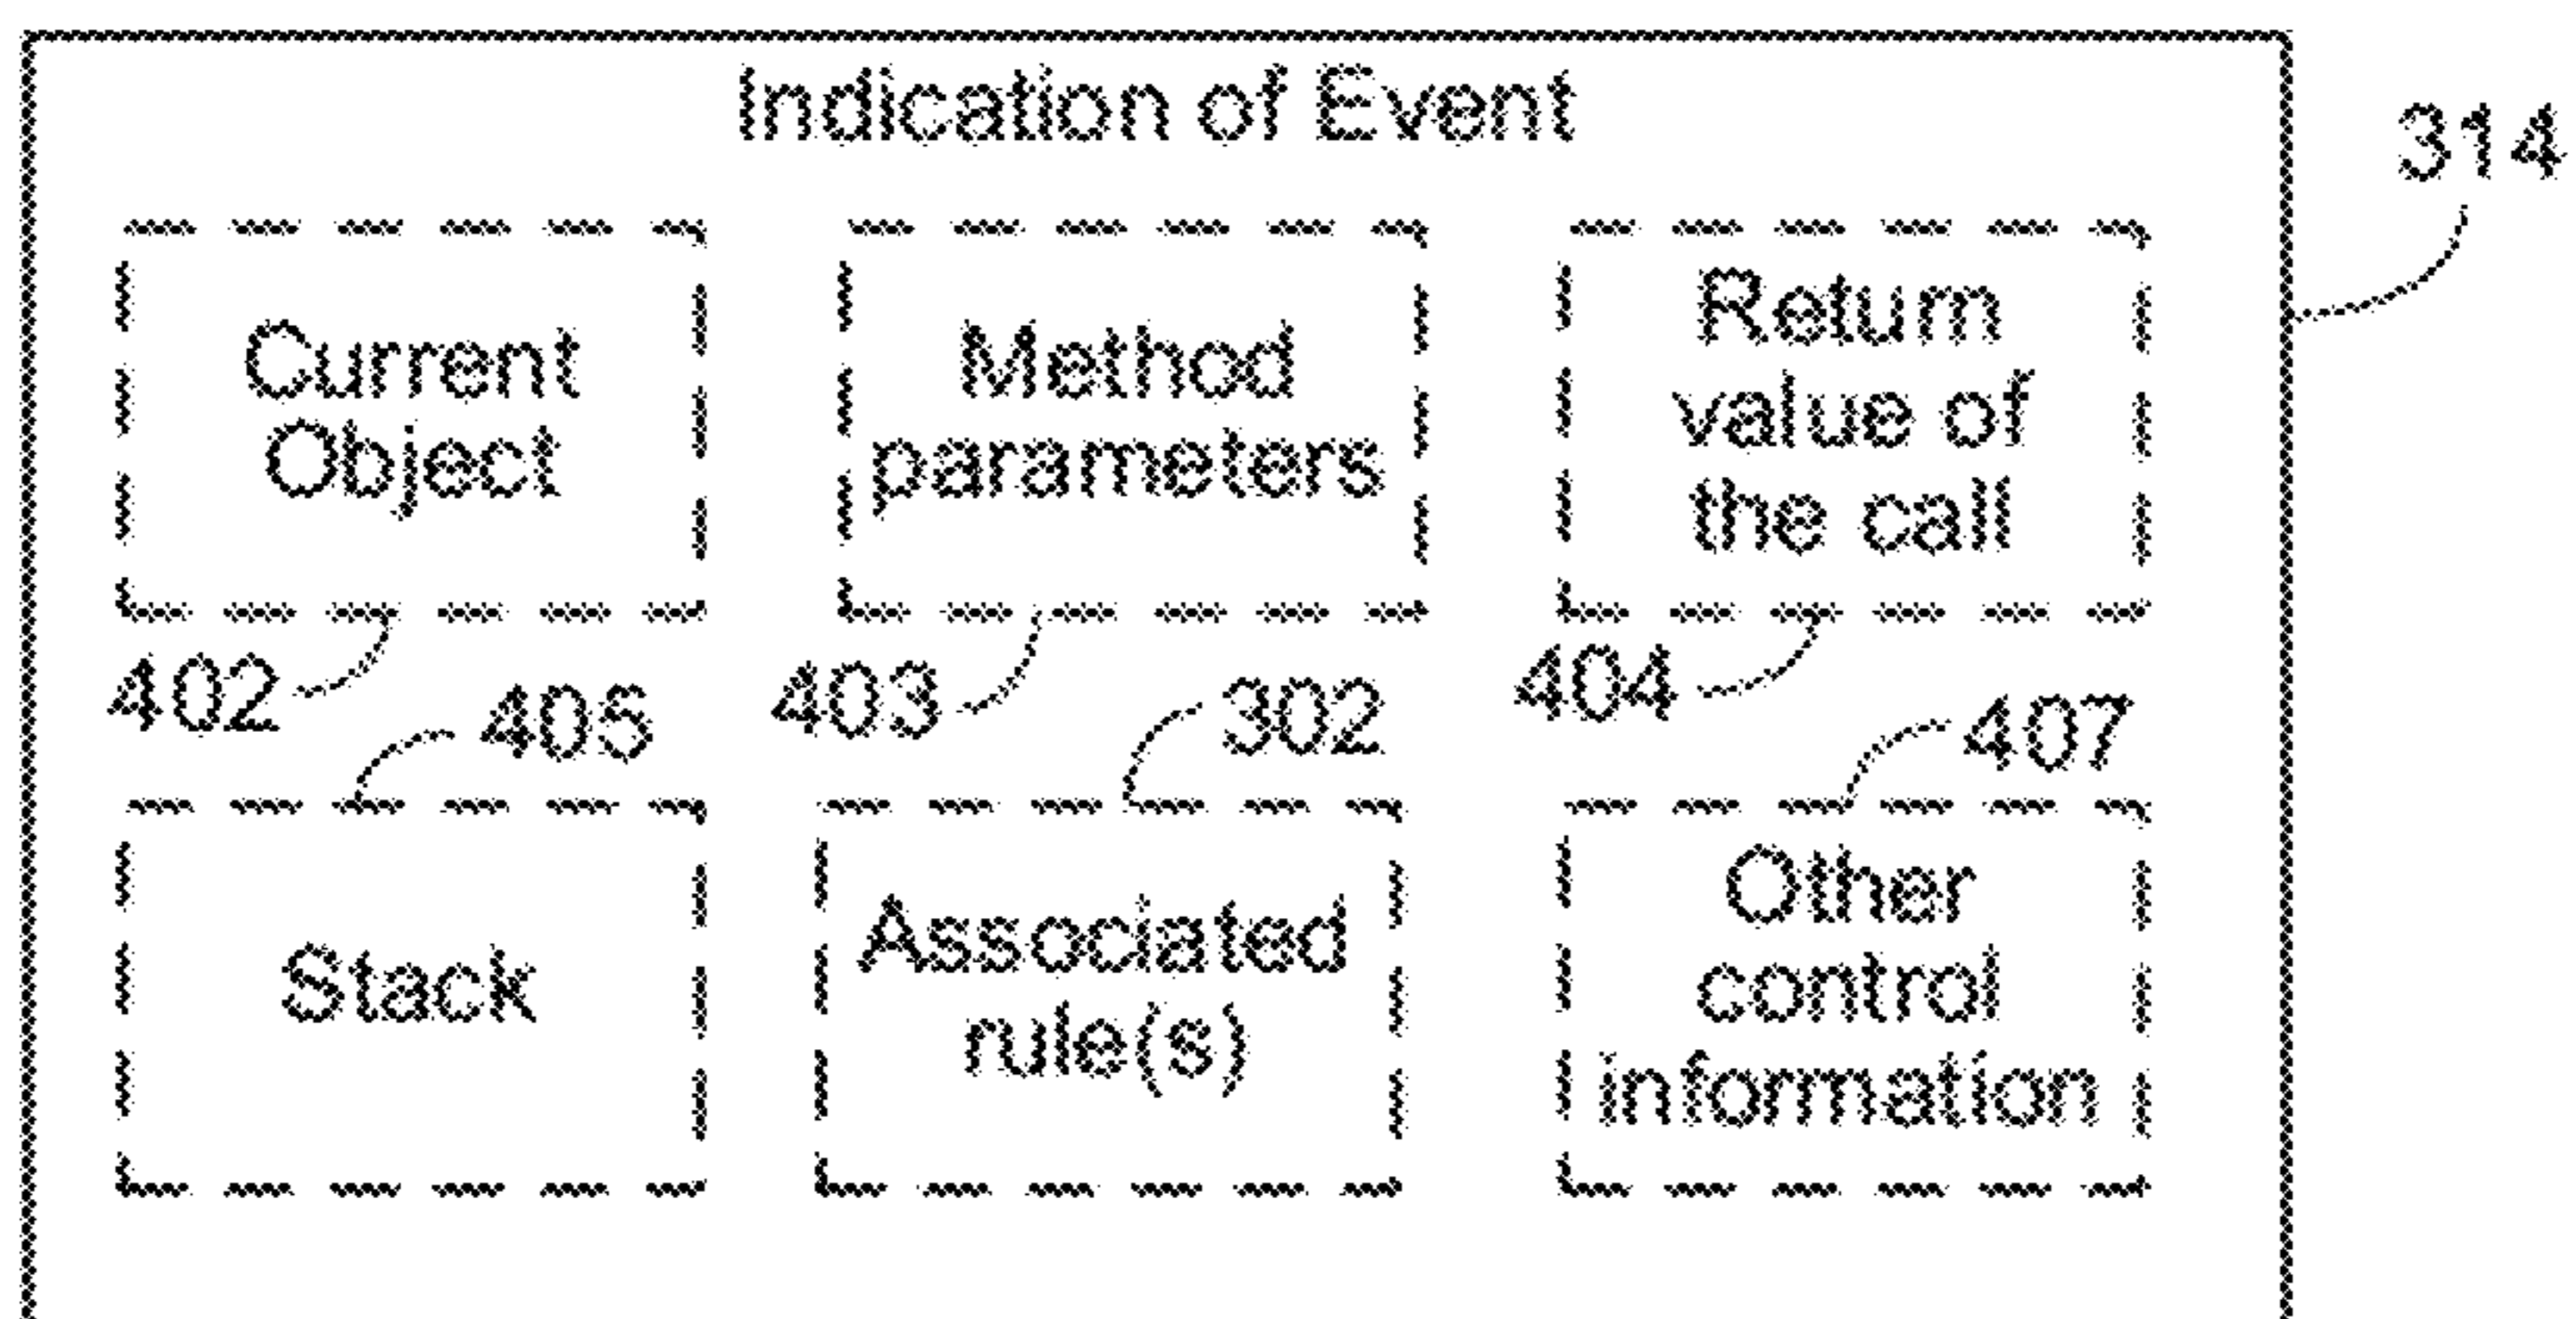 Indication of Event
314
Current
Object
Method
parameters
Return
value of
the call
402
403
404
405
302
407
Stack
Associated
rule(s)
Other
control
information